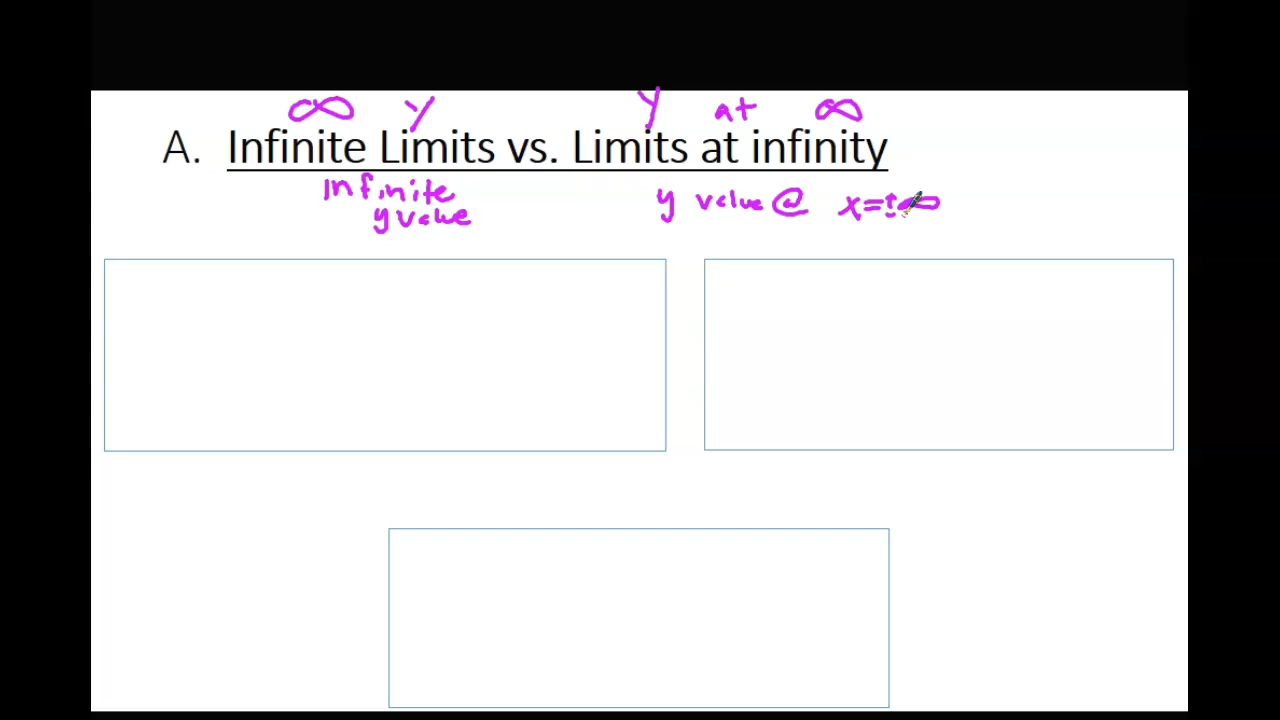 ∞ y y at ∞
A. Infinite Limits vs. Limits at infinity
Infinite y value @ x=±∞
y value